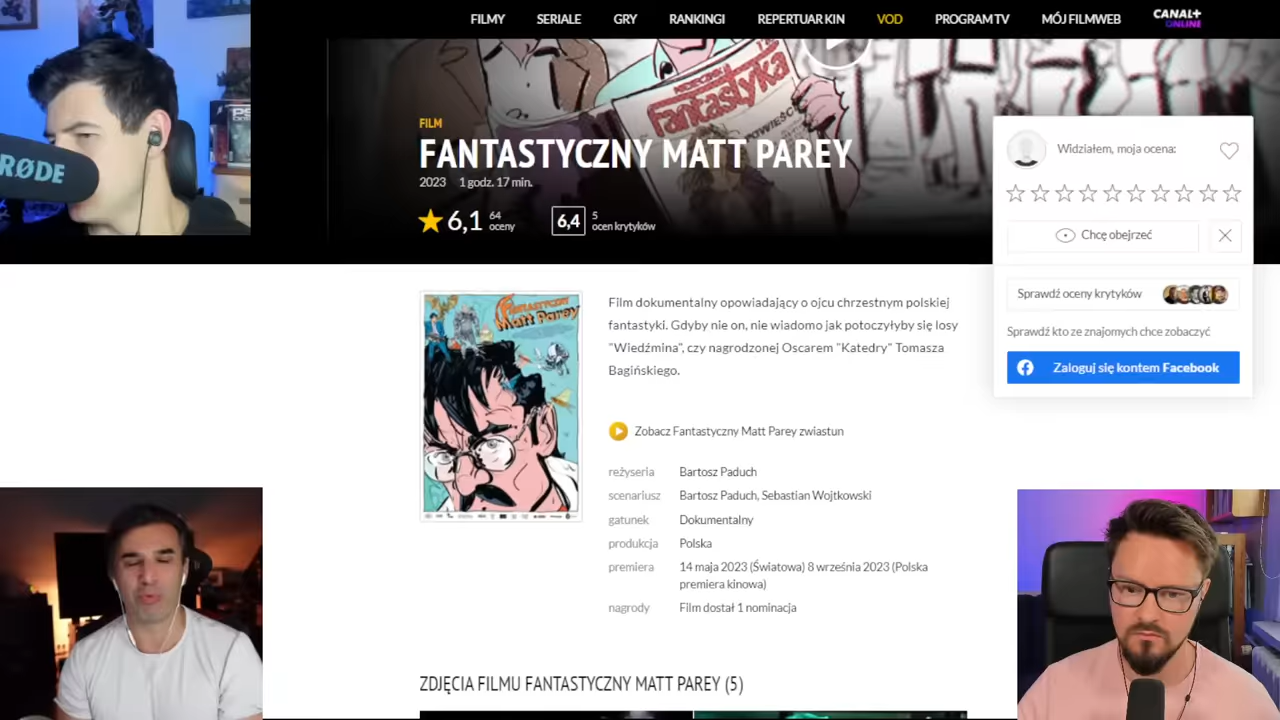 FILMY SERIALE GRY RANKINGI REPERTUAR KIN VOD PROGRAM TV MÓJ FILMWEB CANAL+ ONLINE
RØDE
Fantastyka
FILM
FANTASTYCZNY MATT PAREY
2023 1 godz. 17 min.
6,1 64 oceny 6,4 5 ocen krytyków
Widziałem, moja ocena:
Chcę obejrzeć
Sprawdź oceny krytyków
Sprawdź kto ze znajomych chce zobaczyć
Zaloguj się kontem Facebook
Fantastyczny
Matt Parey
Film dokumentalny opowiadający o ojcu chrzestnym polskiej
fantastyki. Gdyby nie on, nie wiadomo jak potoczyłyby się losy
"Wiedźmina", czy nagrodzonej Oscarem "Katedry" Tomasza
Bagińskiego.
Zobacz Fantastyczny Matt Parey zwiastun
reżyseria Bartosz Paduch
scenariusz Bartosz Paduch, Sebastian Wojtkowski
gatunek Dokumentalny
produkcja Polska
premiera 14 maja 2023 (Światowa) 8 września 2023 (Polska
premiera kinowa)
nagrody Film dostał 1 nominacja
ZDJĘCIA FILMU FANTASTYCZNY MATT PAREY (5)